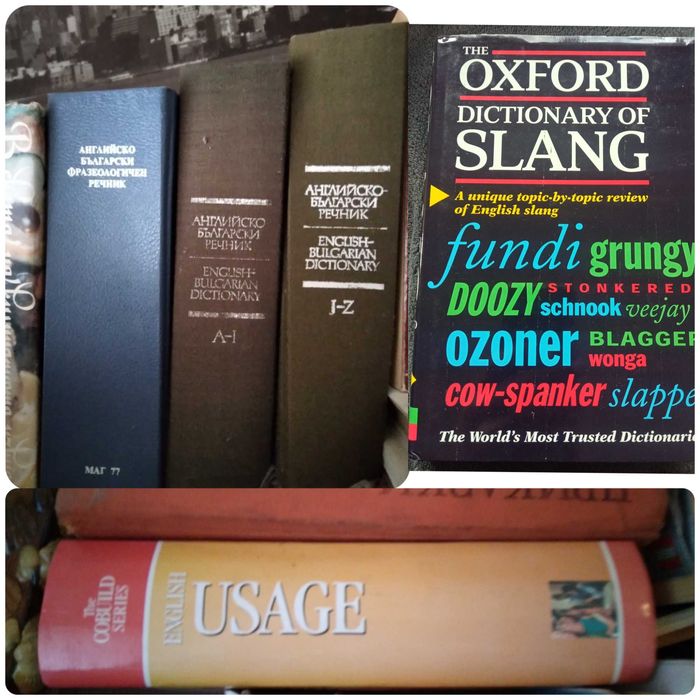 АНГЛИЙСКО
БЪЛГАРСКИ
ФРАЗЕОЛОГИЧЕН
РЕЧНИК
МАГ 77
АНГЛИЙСКО
БЪЛГАРСКИ
РЕЧНИК
ENGLISH-
BULGARIAN
DICTIONARY
A-I
АНГЛИЙСКО-
БЪЛГАРСКИ
РЕЧНИК
ENGLISH-
BULGARIAN
DICTIONARY
J-Z
THE
OXFORD
DICTIONARY OF
SLANG
A unique topic-by-topic review
of English slang
fundi grungy
DOOZY STONKERED
schnook veejay
ozoner BLAGGER
wonga
cow-spanker slappe
The World's Most Trusted Dictionarie
The
COBUILD
SERIES
ENGLISH
USAGE